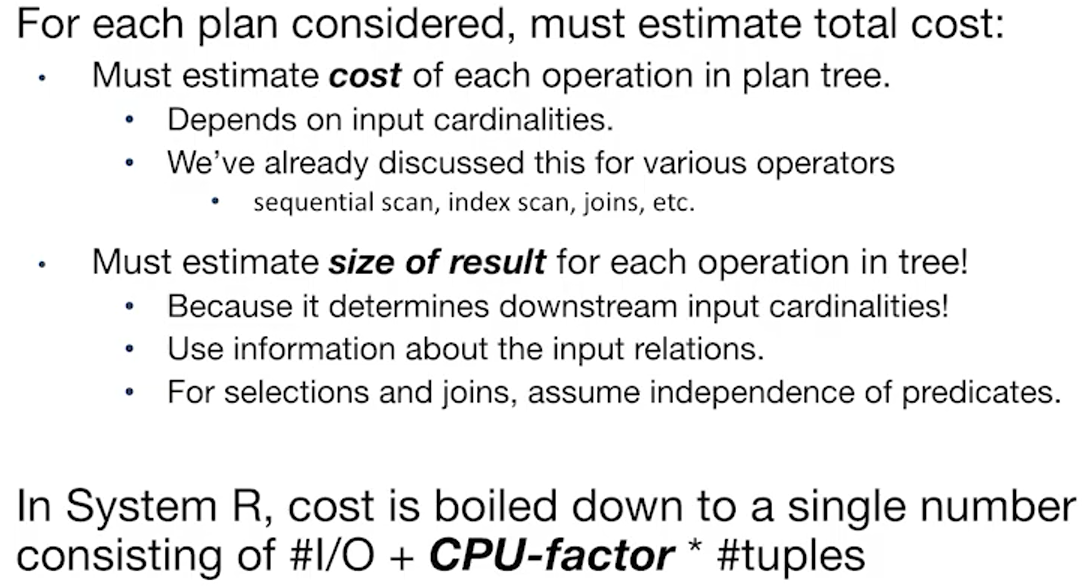 For each plan considered, must estimate total cost:
• Must estimate cost of each operation in plan tree.
• Depends on input cardinalities.
• We've already discussed this for various operators
• sequential scan, index scan, joins, etc.
• Must estimate size of result for each operation in tree!
• Because it determines downstream input cardinalities!
• Use information about the input relations.
• For selections and joins, assume independence of predicates.
In System R, cost is boiled down to a single number
consisting of #I/O + CPU-factor * #tuples